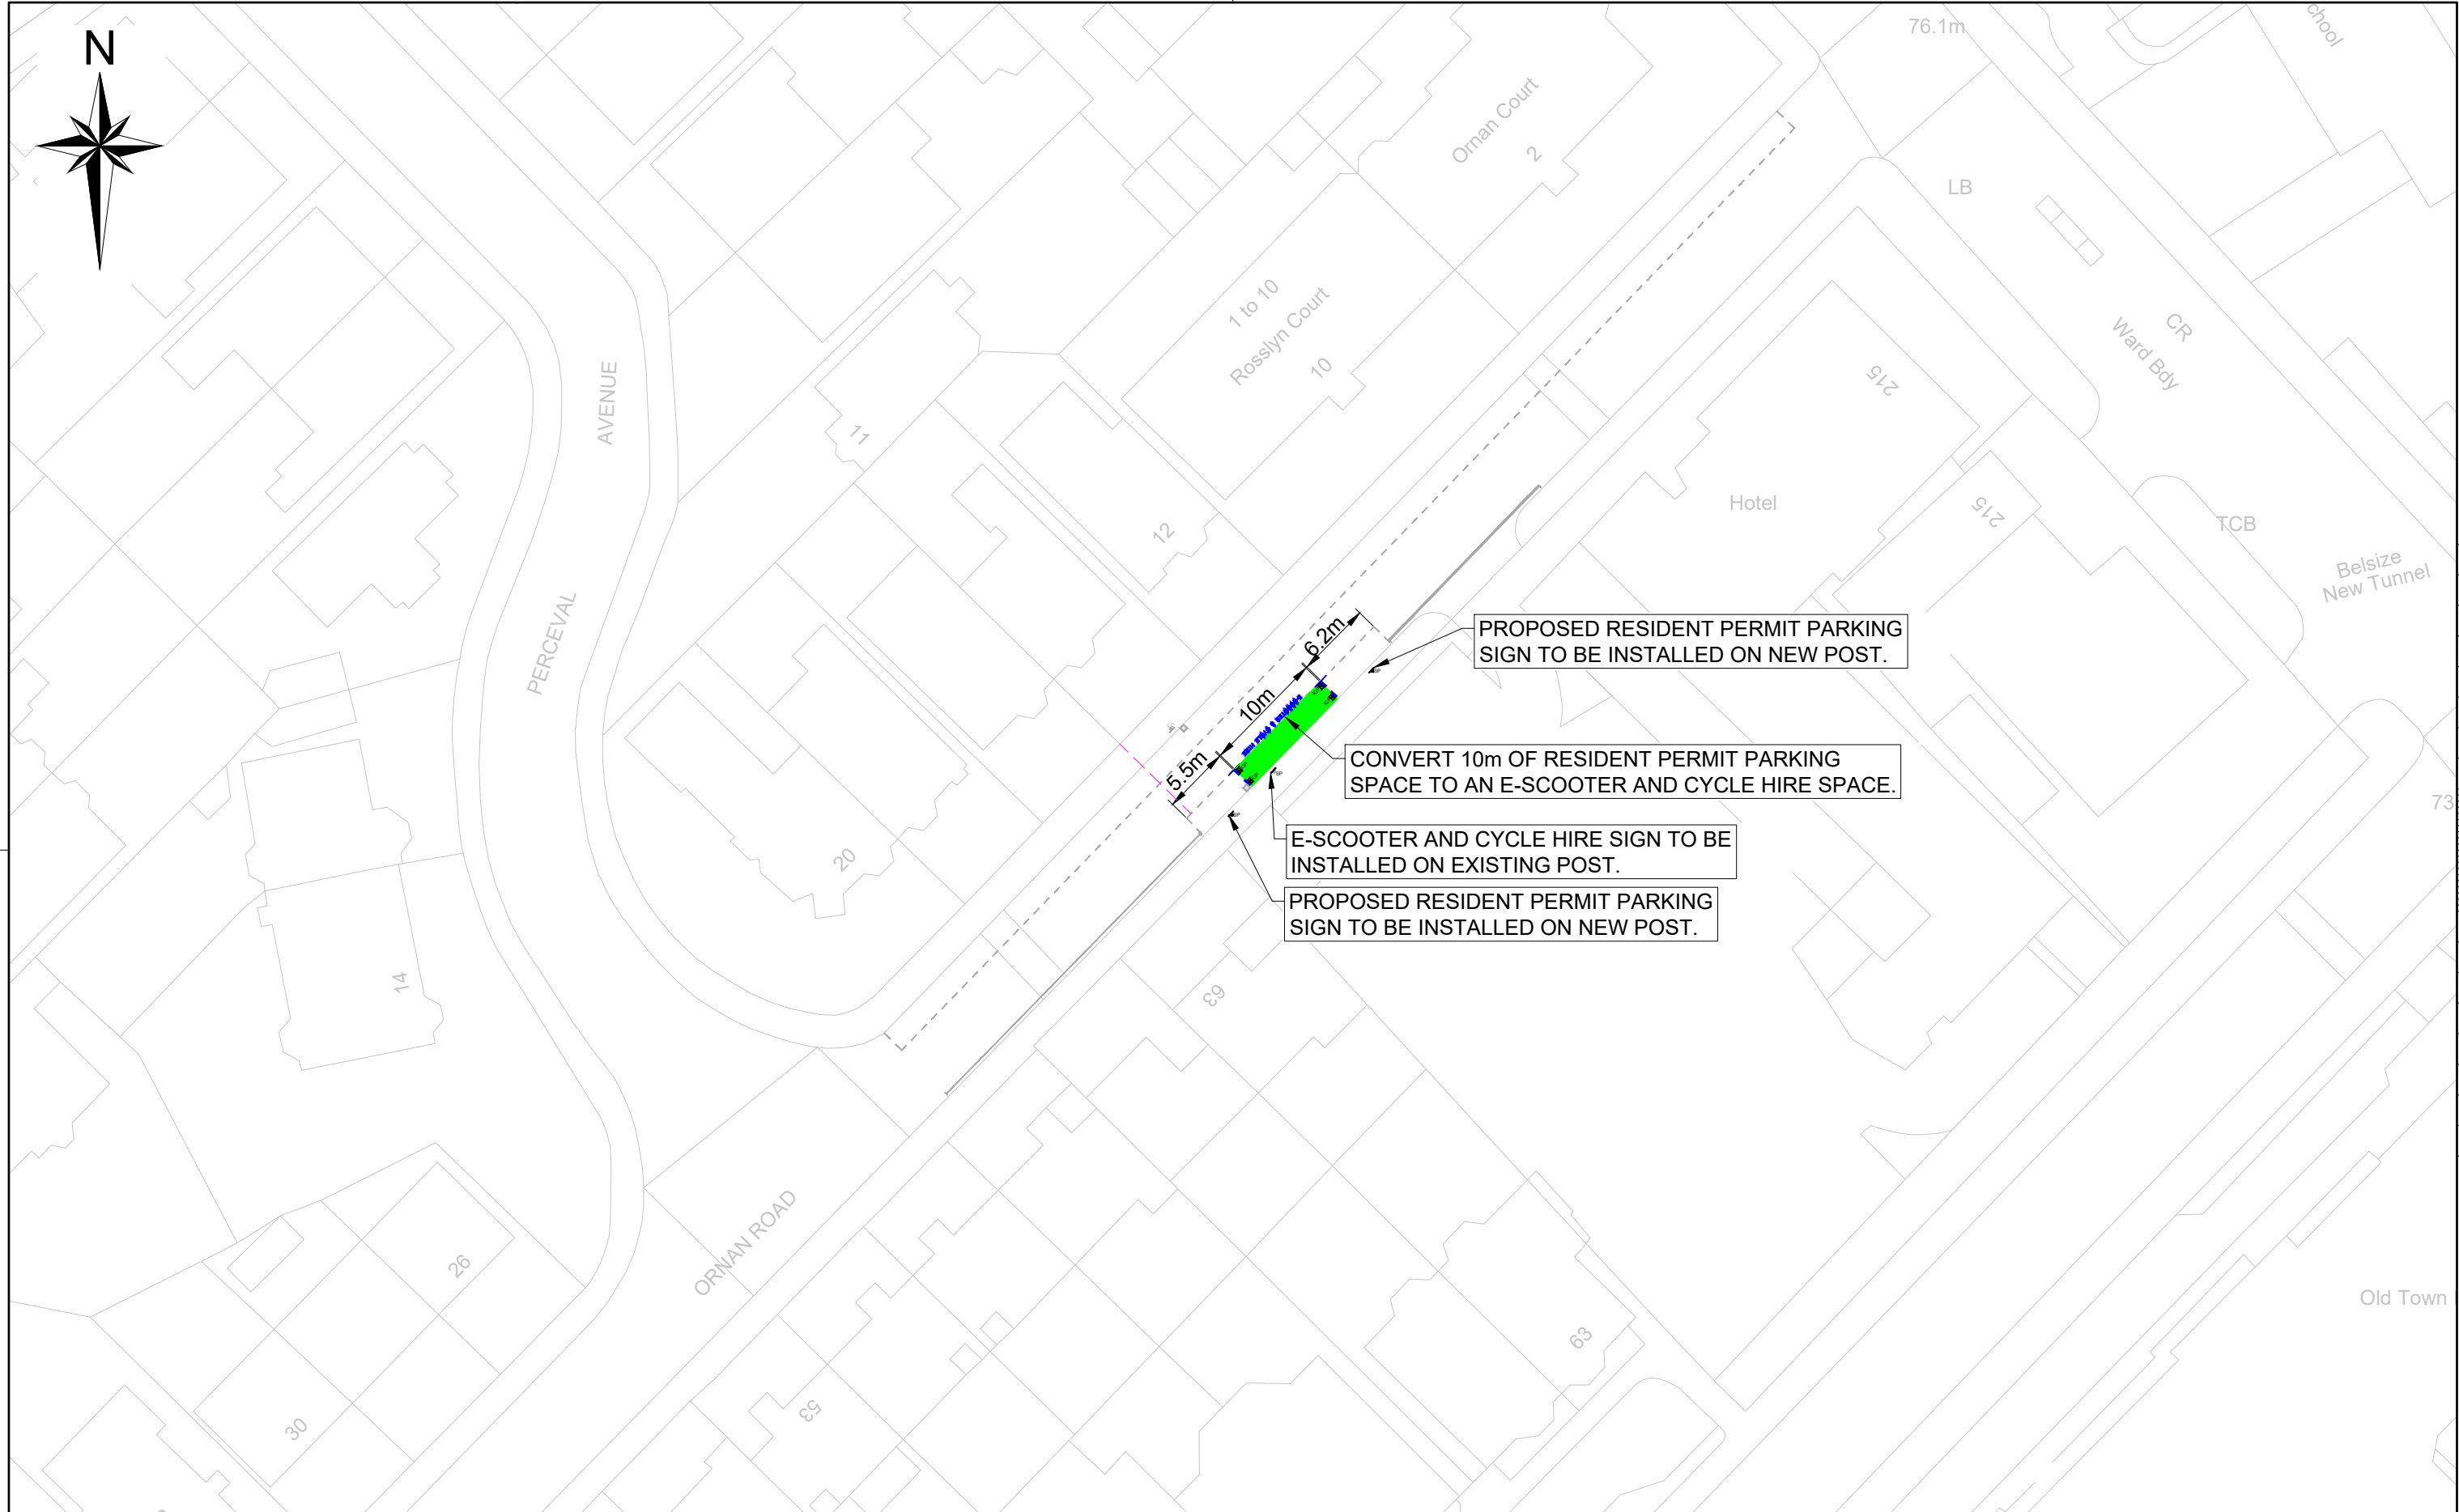 N
76.1m
chool
Ornan Court
2
LB
1 to 10
Rosslyn Court
10
CR
Ward Bdy
215
AVENUE
11
Hotel
215
TCB
12
Belsize
New Tunnel
PERCEVAL
6.2m
PROPOSED RESIDENT PERMIT PARKING
SIGN TO BE INSTALLED ON NEW POST.
10m
5.5m
CONVERT 10m OF RESIDENT PERMIT PARKING
SPACE TO AN E-SCOOTER AND CYCLE HIRE SPACE.
73
E-SCOOTER AND CYCLE HIRE SIGN TO BE
INSTALLED ON EXISTING POST.
20
PROPOSED RESIDENT PERMIT PARKING
SIGN TO BE INSTALLED ON NEW POST.
14
63
ORNAN ROAD
26
Old Town
63
53
30